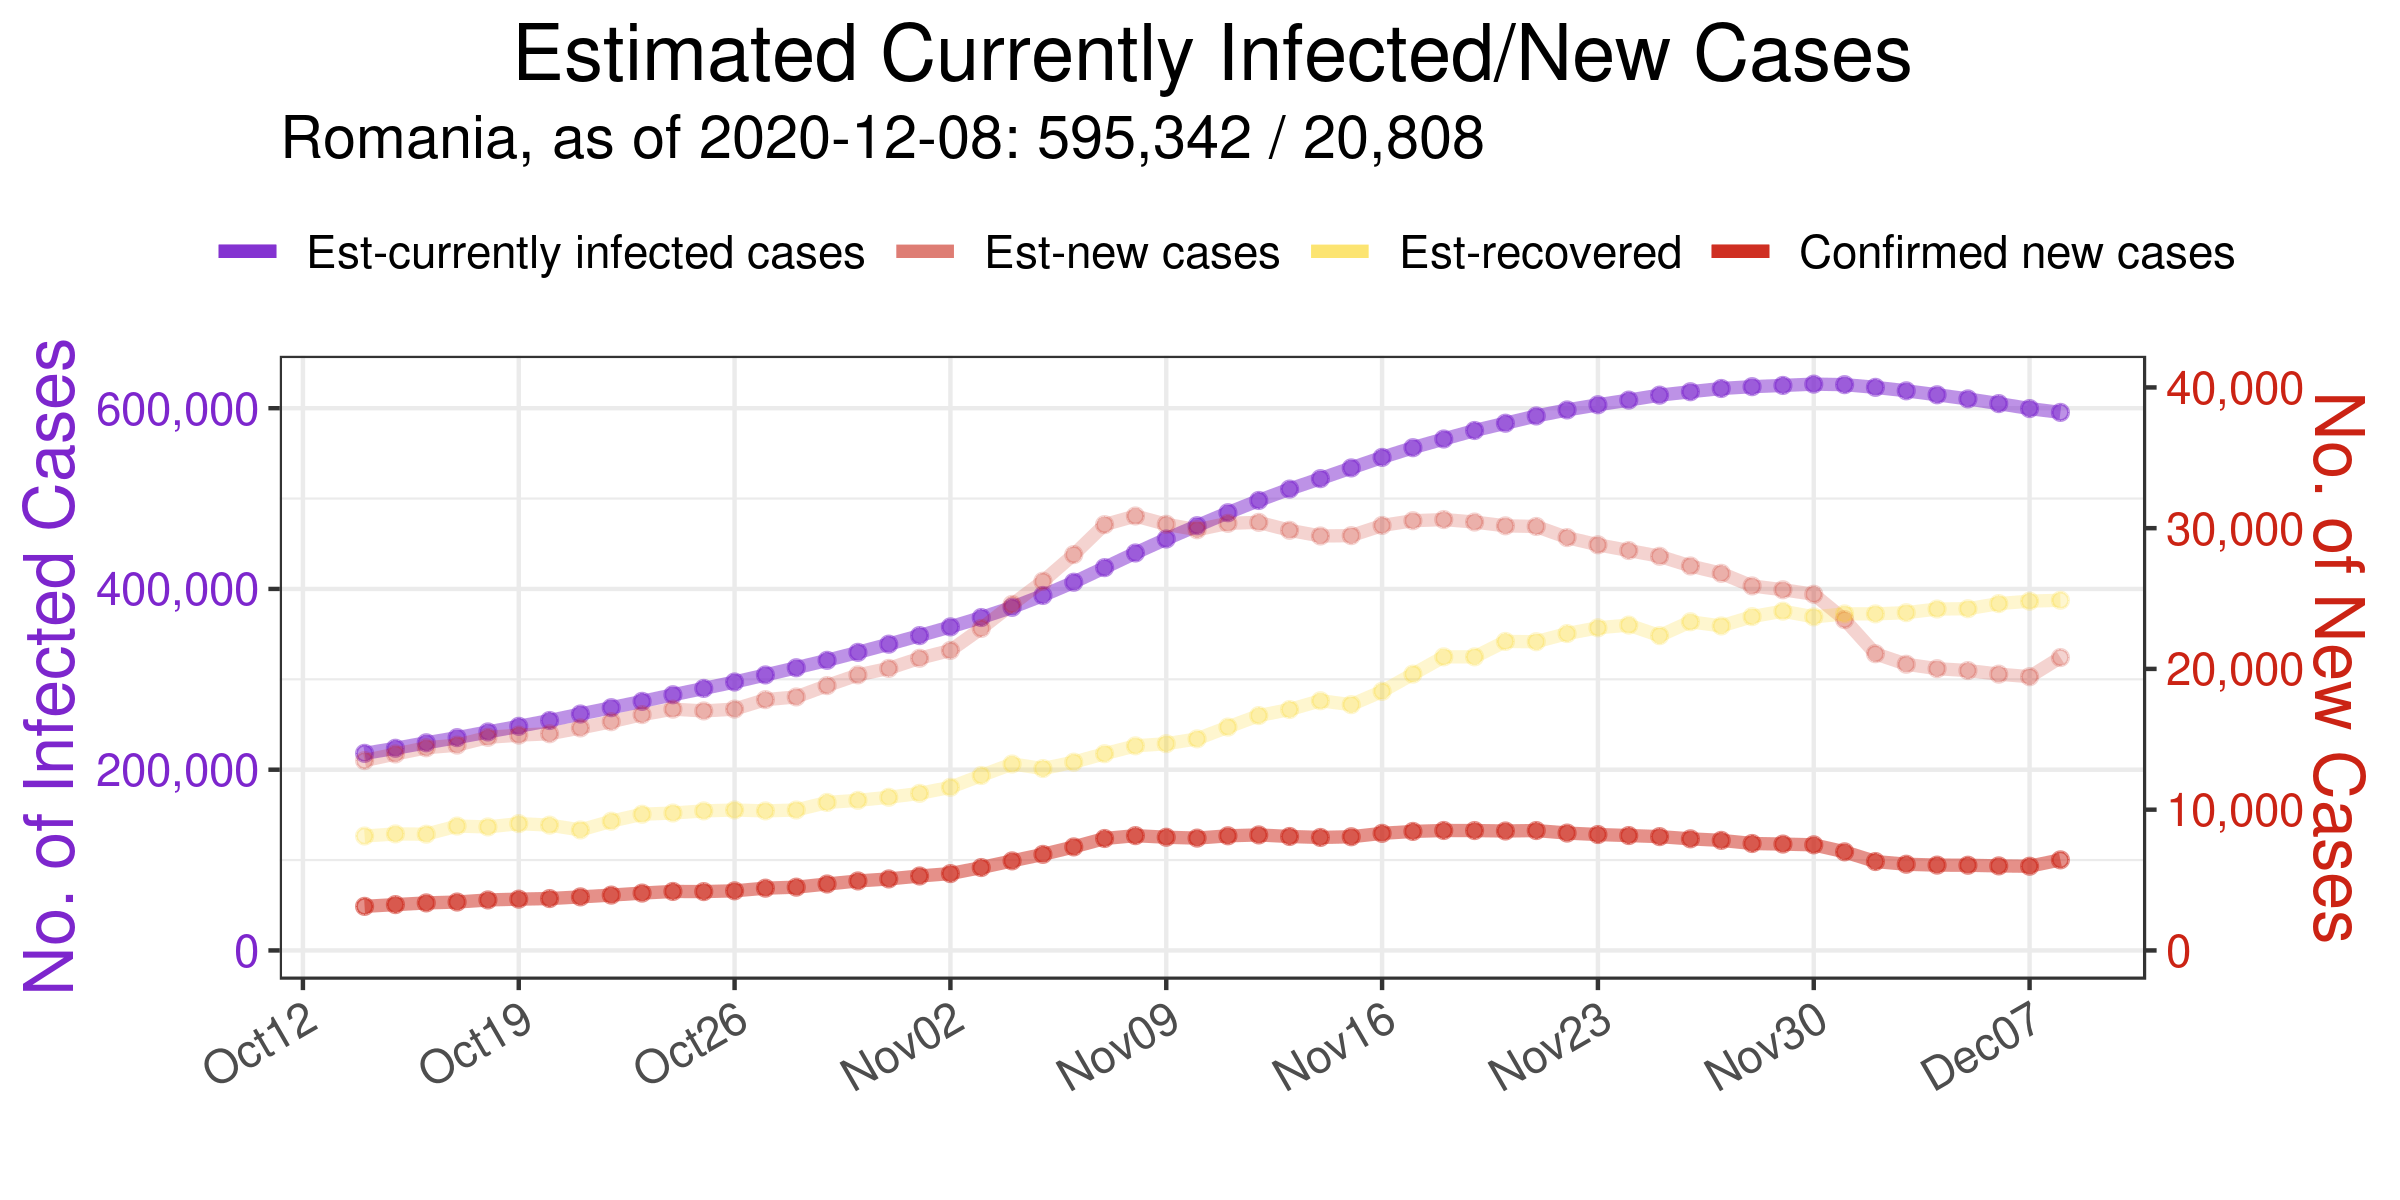 Estimated Currently Infected/New Cases
Romania, as of 2020-12-08: 595,342 / 20,808
Est-currently infected cases Est-new cases Est-recovered Confirmed new cases
No. of Infected Cases
600,000
400,000
200,000
0
40,000
30,000
20,000
10,000
0
No. of New Cases
Oct12 Oct19 Oct26 Nov02 Nov09 Nov16 Nov23 Nov30 Dec07